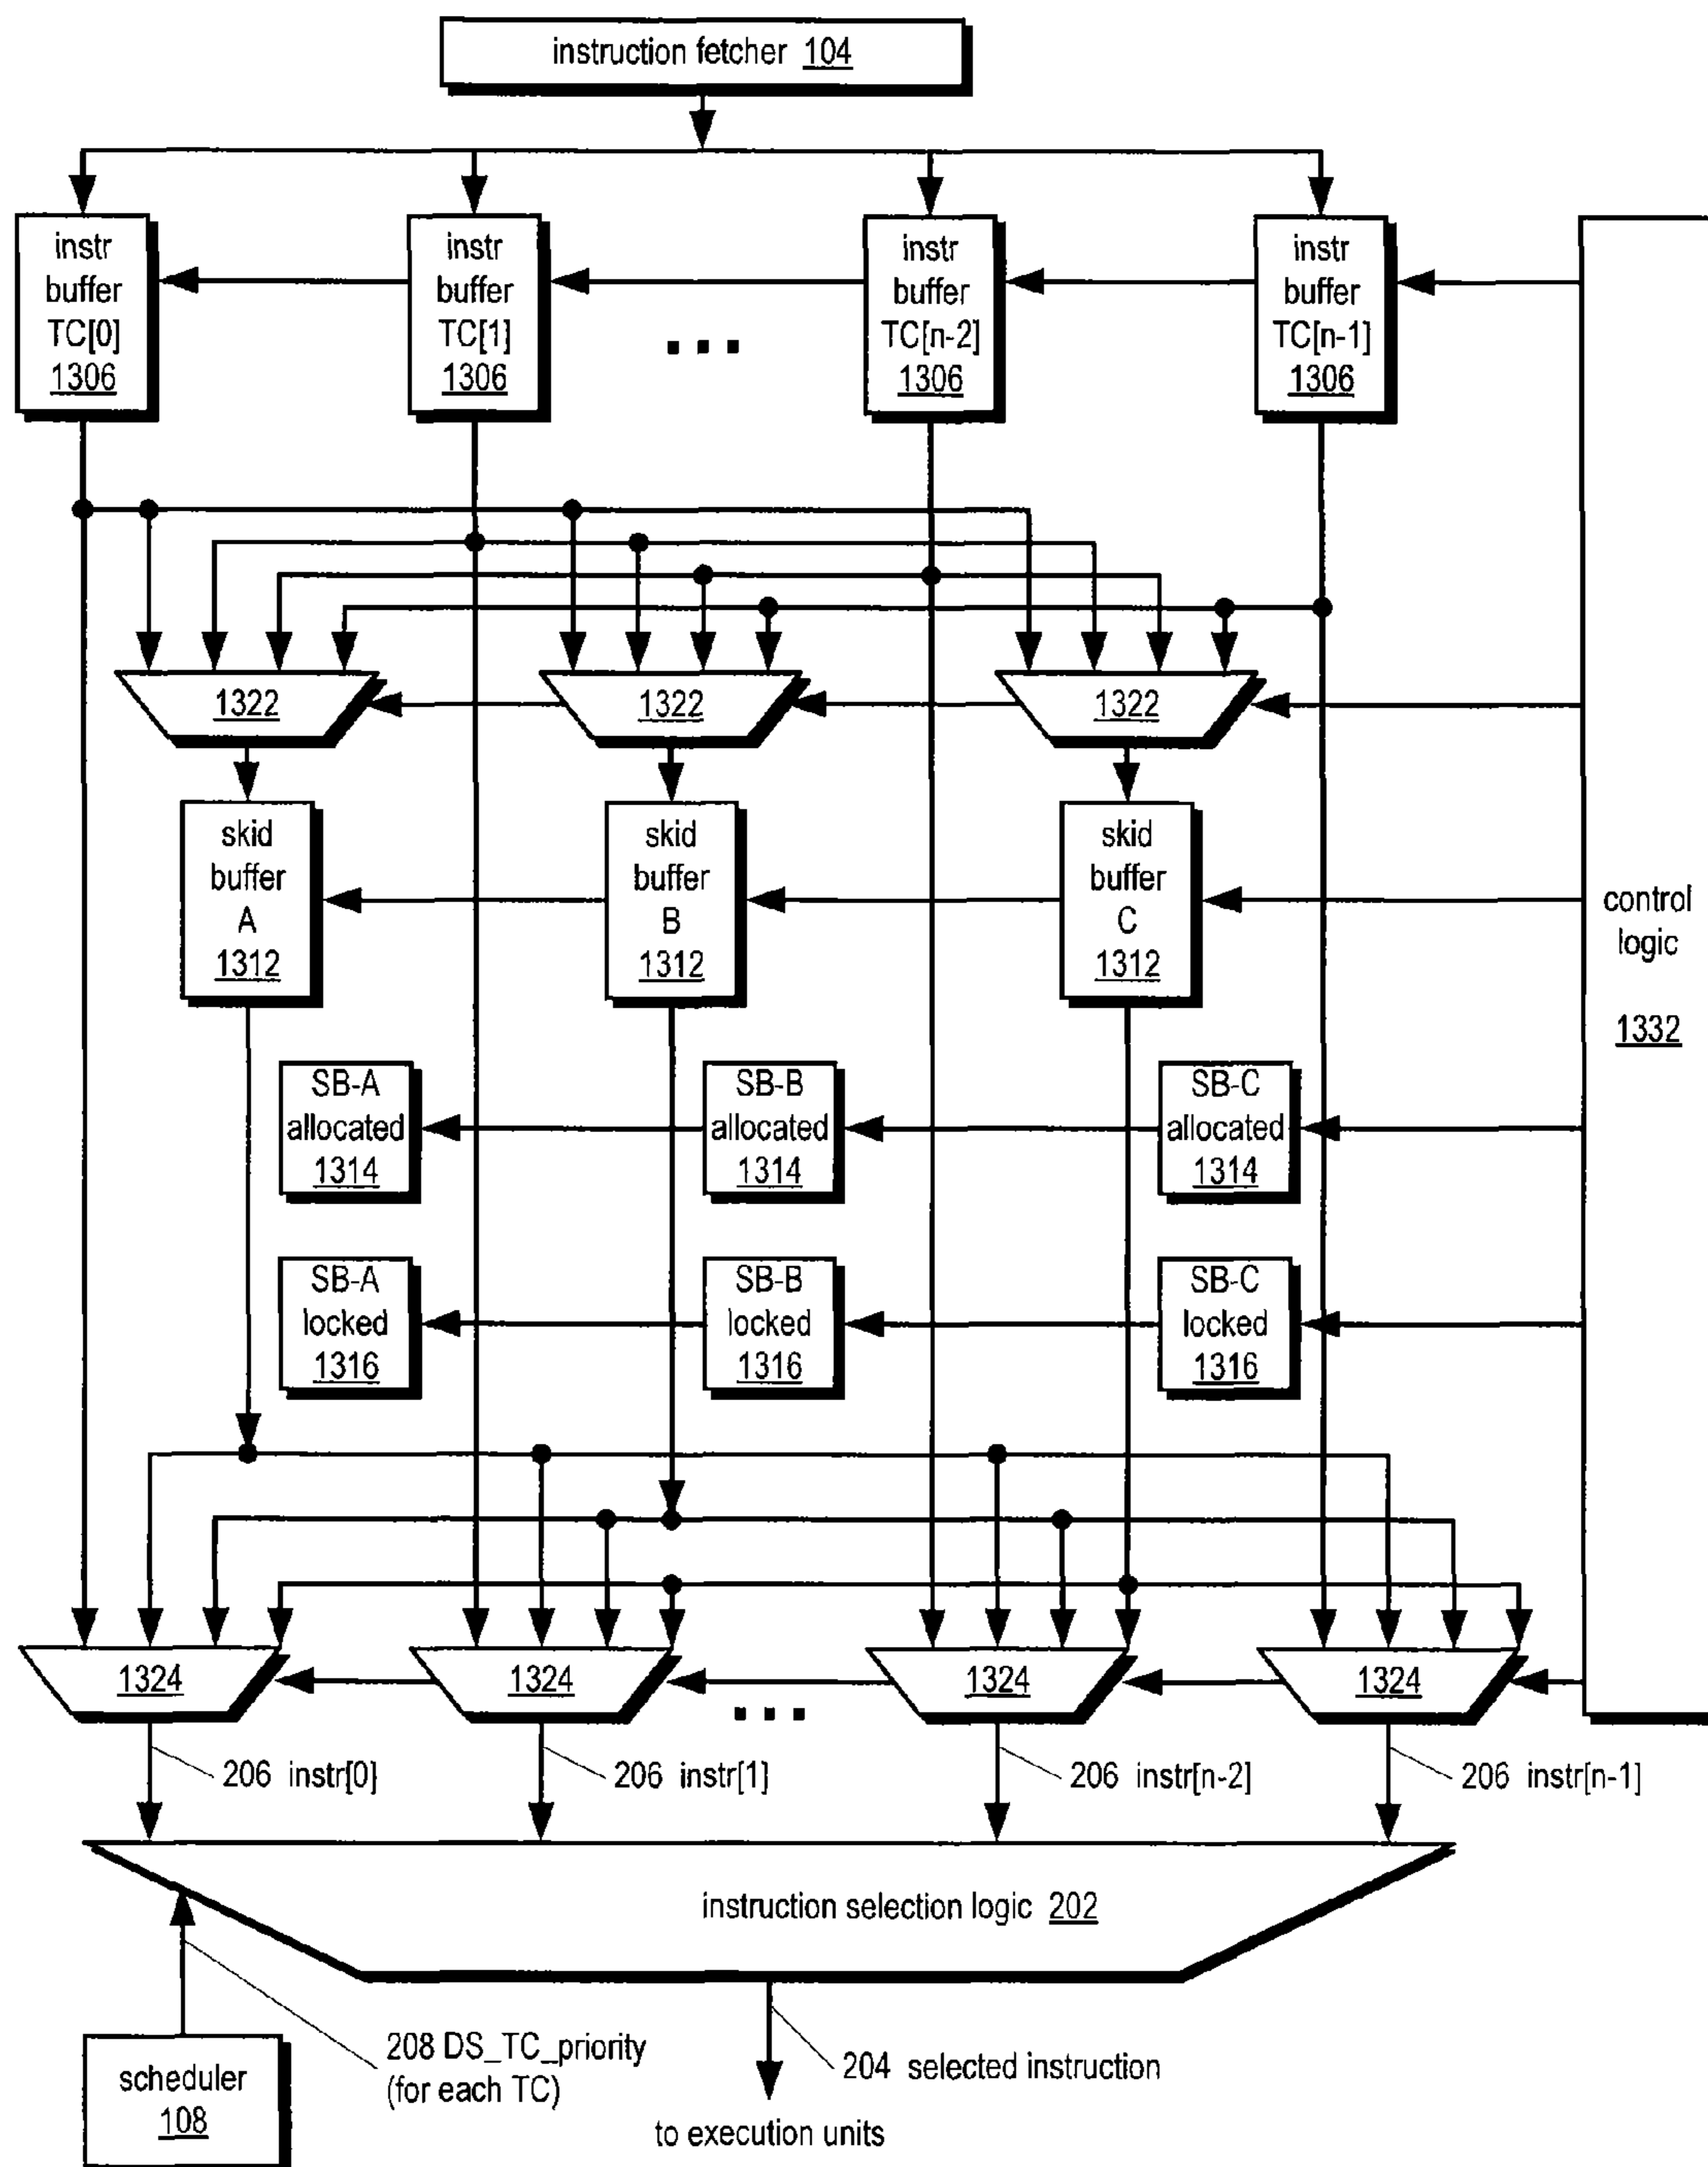 instruction fetcher 104
instr
buffer
TC[0]
1306
instr
buffer
TC[1]
1306
...
instr
buffer
TC[n-2]
1306
instr
buffer
TC[n-1]
1306
1322
1322
1322
skid
buffer
A
1312
skid
buffer
B
1312
skid
buffer
C
1312
control
logic
1332
SB-A
allocated
1314
SB-B
allocated
1314
SB-C
allocated
1314
SB-A
locked
1316
SB-B
locked
1316
SB-C
locked
1316
1324
1324
...
1324
1324
206 instr[0]
206 instr[1]
206 instr[n-2]
206 instr[n-1]
instruction selection logic 202
scheduler
108
208 DS_TC_priority
(for each TC)
204 selected instruction
to execution units